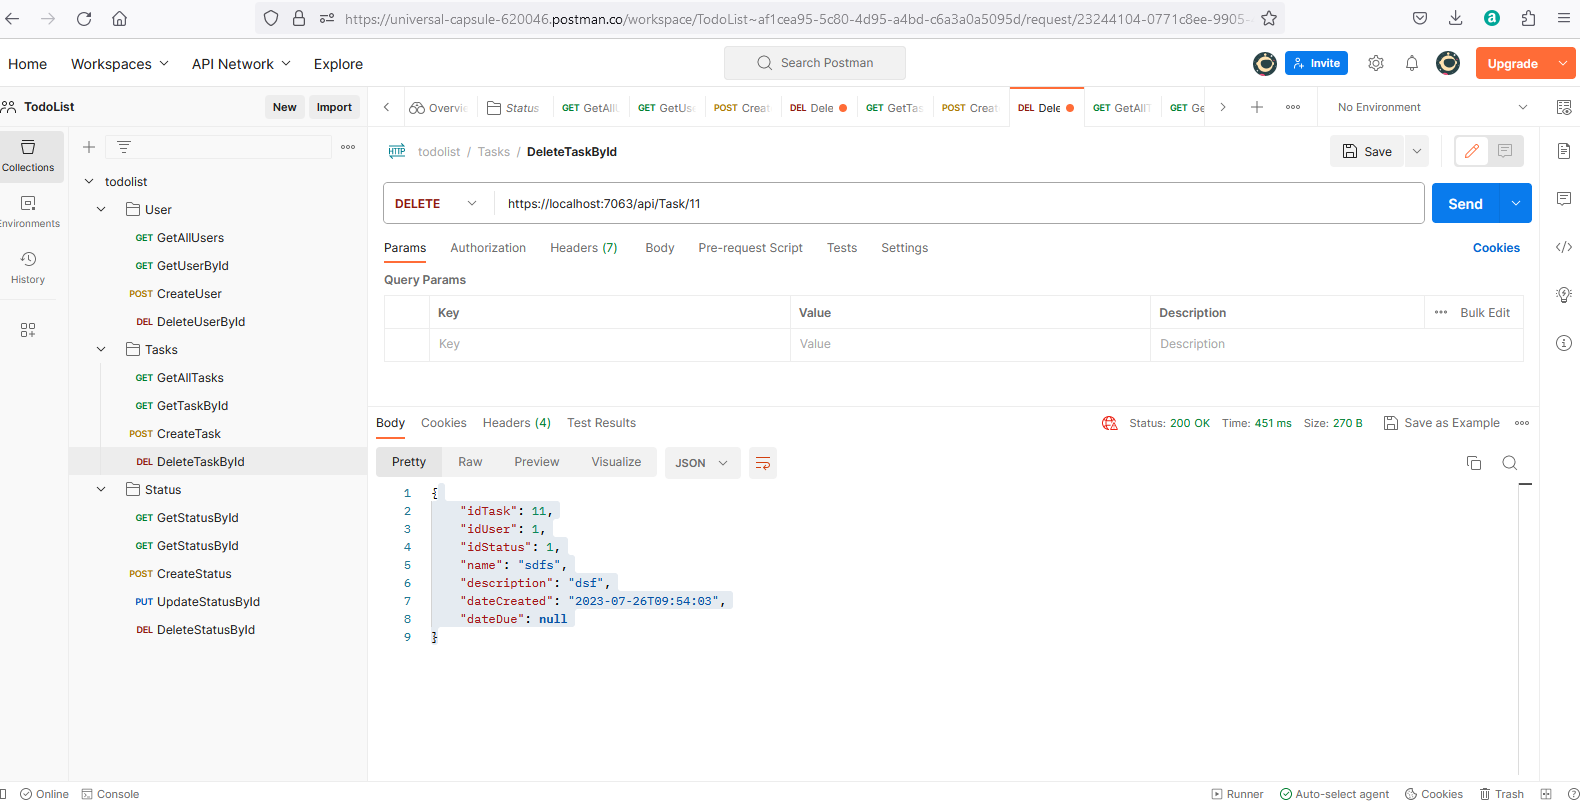 https://universal-capsule-620046.postman.co/workspace/TodoList~af1cea95-5c80-4d95-a4bd-c6a3a0a5095d/request/23244104-0771c8ee-9905-
Home Workspaces API Network Explore Search Postman Invite Upgrade
TodoList New Import Overvie Status GET GetAllU GET GetUse POST Creat DEL Dele GET GetTas POST Creat DEL Dele GET GetAllT GET Ge No Environment
Collections
Environments
History
todolist
User
GET GetAllUsers
GET GetUserById
POST CreateUser
DEL DeleteUserById
Tasks
GET GetAllTasks
GET GetTaskById
POST CreateTask
DEL DeleteTaskById
Status
GET GetStatusById
GET GetStatusById
POST CreateStatus
PUT UpdateStatusById
DEL DeleteStatusById
HTTP todolist / Tasks / DeleteTaskById Save
DELETE https://localhost:7063/api/Task/11 Send
Params Authorization Headers (7) Body Pre-request Script Tests Settings Cookies
Query Params
Key Value Description Bulk Edit
Key Value Description
Body Cookies Headers (4) Test Results Status: 200 OK Time: 451 ms Size: 270 B Save as Example
Pretty Raw Preview Visualize JSON
1 {
2 "idTask": 11,
3 "idUser": 1,
4 "idStatus": 1,
5 "name": "sdfs",
6 "description": "dsf",
7 "dateCreated": "2023-07-26T09:54:03",
8 "dateDue": null
9 }
Online Console Runner Auto-select agent Cookies Trash